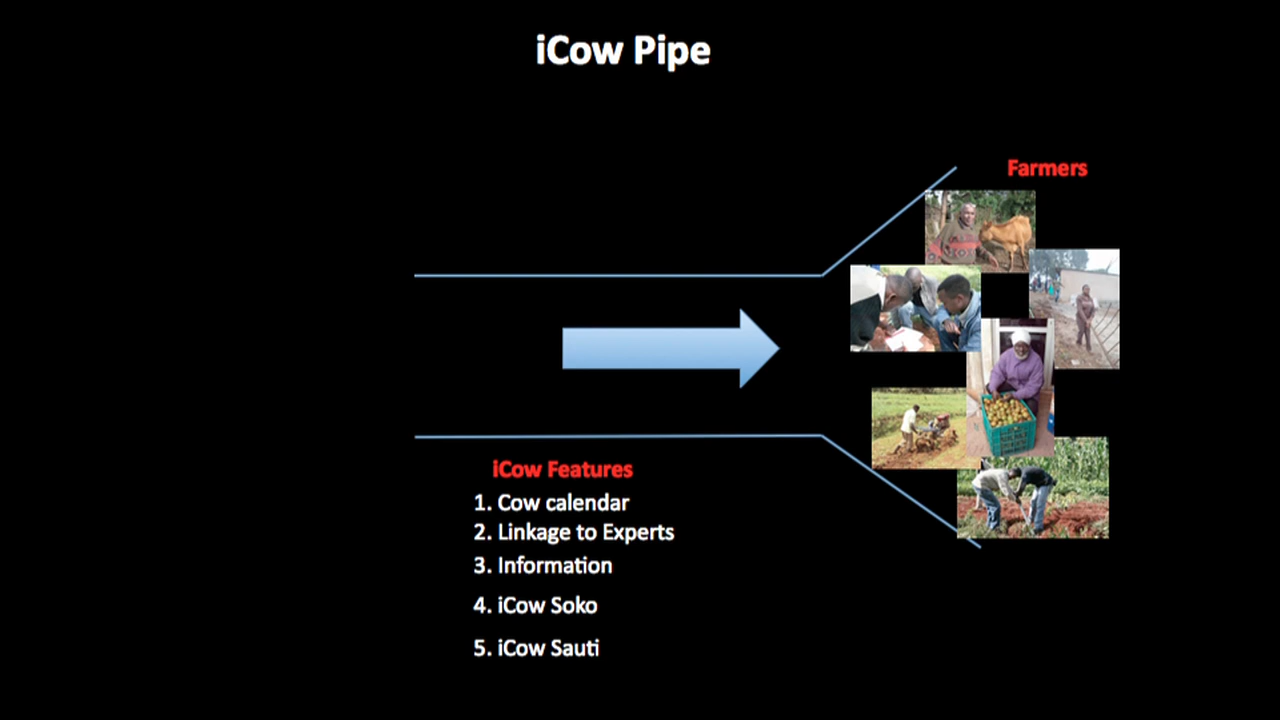 iCow Pipe
Farmers
iCow Features
1. Cow calendar
2. Linkage to Experts
3. Information
4. iCow Soko
5. iCow Sauti